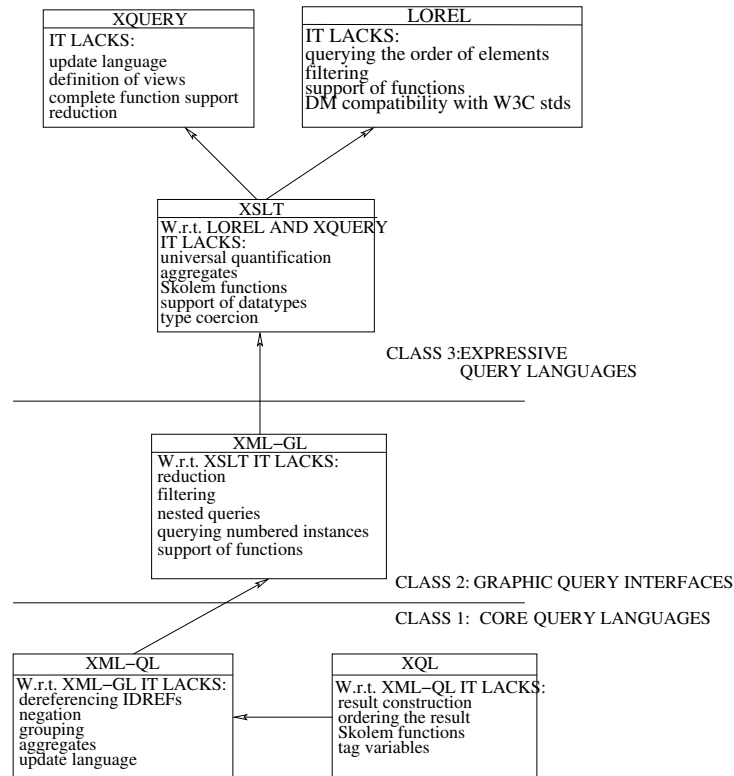 XQUERY
IT LACKS:
update language
definition of views
complete function support
reduction
LOREL
IT LACKS:
querying the order of elements
filtering
support of functions
DM compatibility with W3C stds
XSLT
W.r.t. LOREL AND XQUERY
IT LACKS:
universal quantification
aggregates
Skolem functions
support of datatypes
type coercion
CLASS 3:EXPRESSIVE
QUERY LANGUAGES
XML−GL
W.r.t. XSLT IT LACKS:
reduction
filtering
nested queries
querying numbered instances
support of functions
CLASS 2: GRAPHIC QUERY INTERFACES
CLASS 1: CORE QUERY LANGUAGES
XML−QL
W.r.t. XML−GL IT LACKS:
dereferencing IDREFs
negation
grouping
aggregates
update language
XQL
W.r.t. XML−QL IT LACKS:
result construction
ordering the result
Skolem functions
tag variables